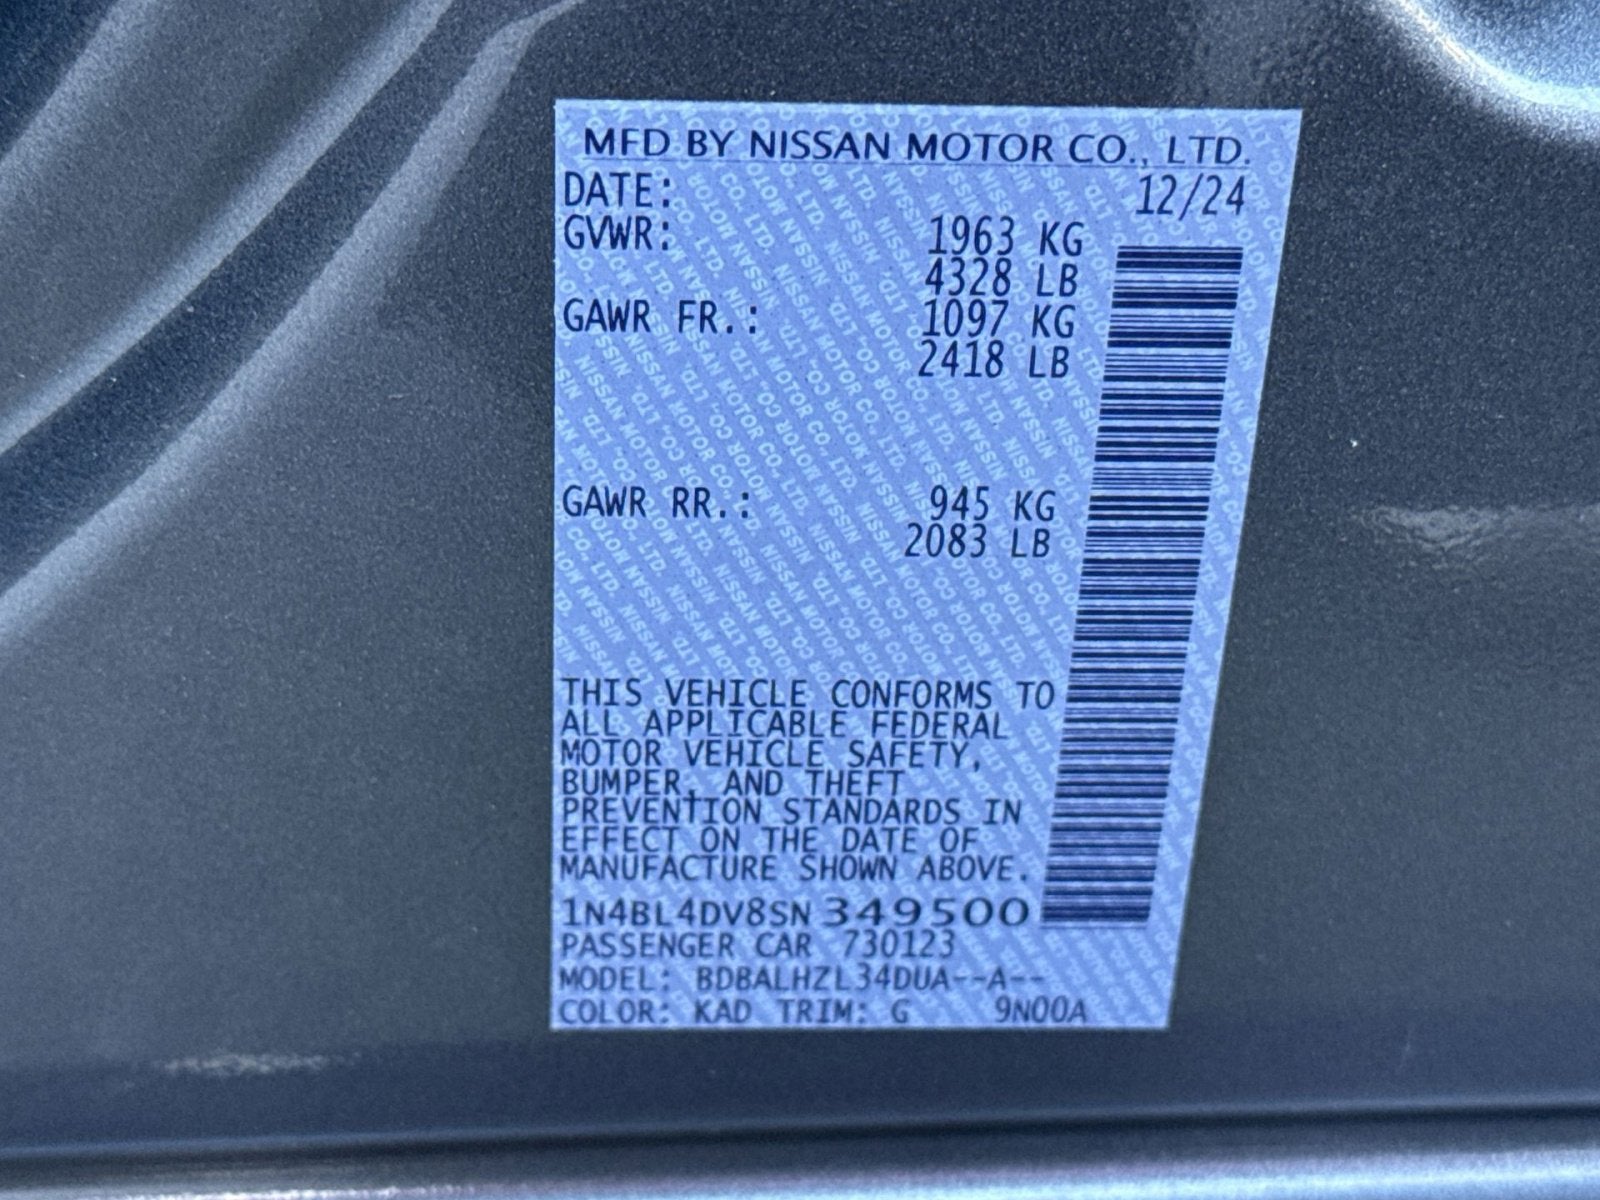 MFD BY NISSAN MOTOR CO., LTD.
DATE: 12/24
GVWR: 1963 KG
4328 LB
GAWR FR.: 1097 KG
2418 LB
GAWR RR.: 945 KG
2083 LB
THIS VEHICLE CONFORMS TO
ALL APPLICABLE FEDERAL
MOTOR VEHICLE SAFETY,
BUMPER, AND THEFT
PREVENTION STANDARDS IN
EFFECT ON THE DATE OF
MANUFACTURE SHOWN ABOVE.
1N4BL4DV8SN349500
PASSENGER CAR 730123
MODEL: BDBALHZL34DUA--A--
COLOR: KAD TRIM: G 9N00A